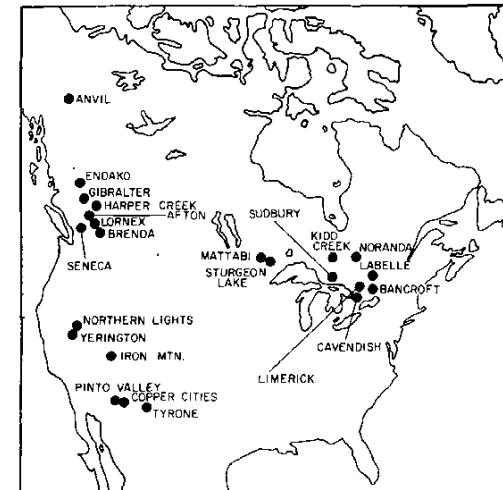 ANVIL
ENDAKO
GIBRALTER
HARPER CREEK
AFTON
LORNEX
BRENDA
SENECA
SUDBURY
KIDD
CREEK
NORANDA
LABELLE
MATTABI
STURGEON
LAKE
BANCROFT
CAVENDISH
LIMERICK
NORTHERN LIGHTS
YERINGTON
IRON MTN.
PINTO VALLEY
COPPER CITIES
TYRONE